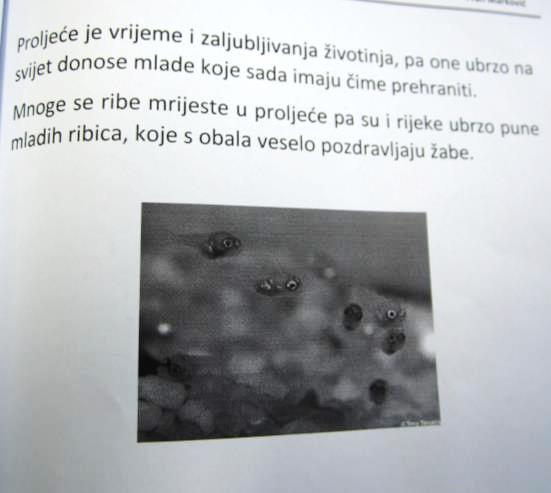 Marković
Proljeće je vrijeme i zaljubljivanja životinja, pa one ubrzo na
svijet donose mlade koje sada imaju čime prehraniti.
Mnoge se ribe mrijeste u proljeće pa su i rijeke ubrzo pune
mladih ribica, koje s obala veselo pozdravljaju žabe.